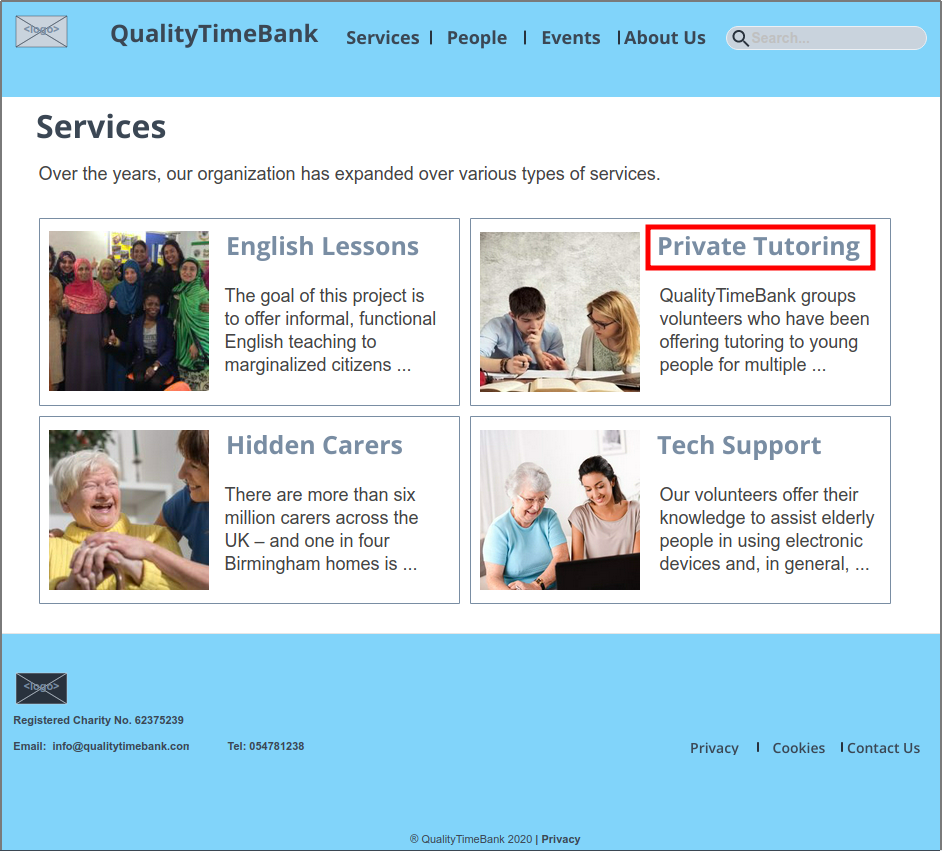 <logo>
QualityTimeBank
Services | People | Events | About Us
Search...
Services
Over the years, our organization has expanded over various types of services.
English Lessons
The goal of this project is
to offer informal, functional
English teaching to
marginalized citizens ...
Private Tutoring
QualityTimeBank groups
volunteers who have been
offering tutoring to young
people for multiple ...
Hidden Carers
There are more than six
million carers across the
UK – and one in four
Birmingham homes is ...
Tech Support
Our volunteers offer their
knowledge to assist elderly
people in using electronic
devices and, in general, ...
<logo>
Registered Charity No. 62375239
Email: info@qualitytimebank.con Tel: 054781238
Privacy | Cookies | Contact Us
® QualityTimeBank 2020 | Privacy